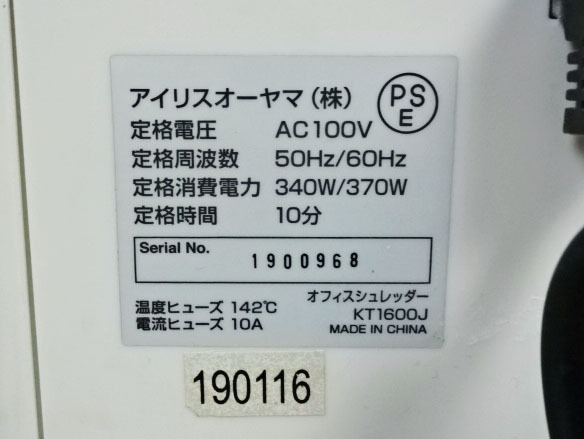 アイリスオーヤマ（株）
PS
E
定格電圧 AC100V
定格周波数 50Hz/60Hz
定格消費電力 340W/370W
定格時間 10分
Serial No.
1900968
温度ヒューズ 142℃
電流ヒューズ 10A
オフィスシュレッダー
KT1600J
MADE IN CHINA
190116